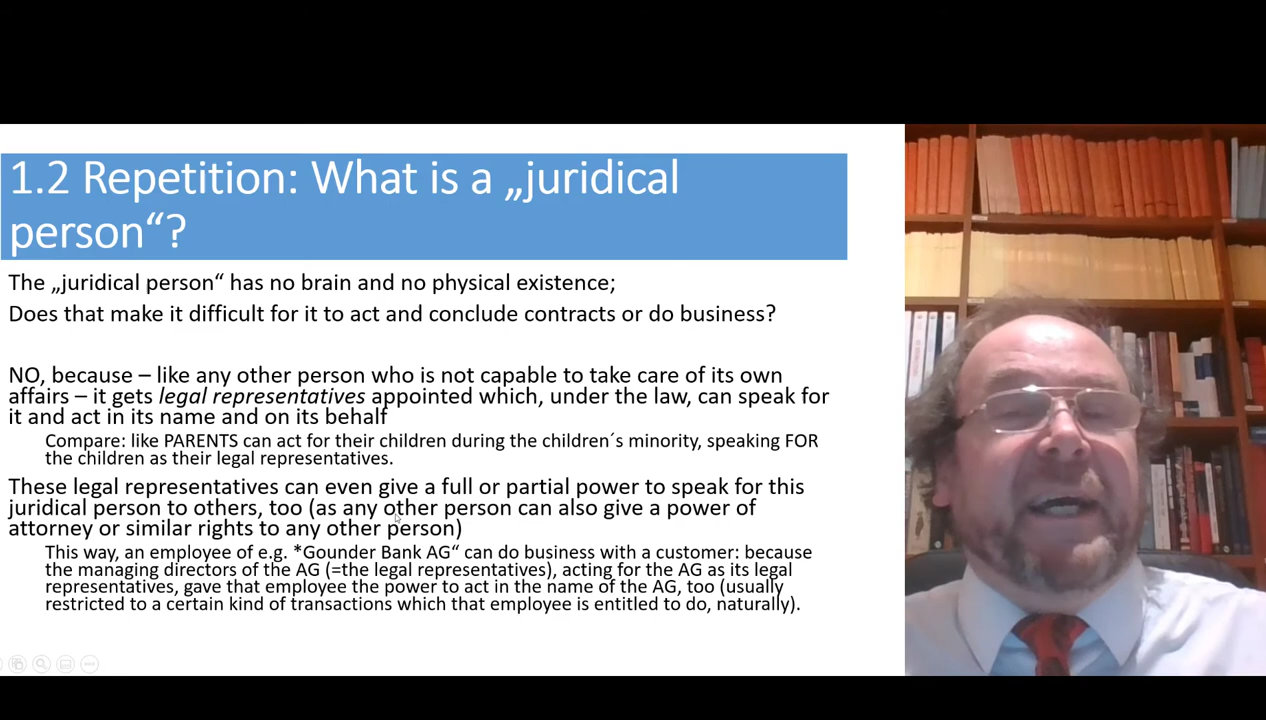 1.2 Repetition: What is a „juridical
person“?
The „juridical person“ has no brain and no physical existence;
Does that make it difficult for it to act and conclude contracts or do business?
NO, because – like any other person who is not capable to take care of its own
affairs – it gets legal representatives appointed which, under the law, can speak for
it and act in its name and on its behalf
Compare: like PARENTS can act for their children during the children´s minority, speaking FOR
the children as their legal representatives.
These legal representatives can even give a full or partial power to speak for this
juridical person to others, too (as any other person can also give a power of
attorney or similar rights to any other person)
This way, an employee of e.g. *Gounder Bank AG“ can do business with a customer: because
the managing directors of the AG (=the legal representatives), acting for the AG as its legal
representatives, gave that employee the power to act in the name of the AG, too (usually
restricted to a certain kind of transactions which that employee is entitled to do, naturally).